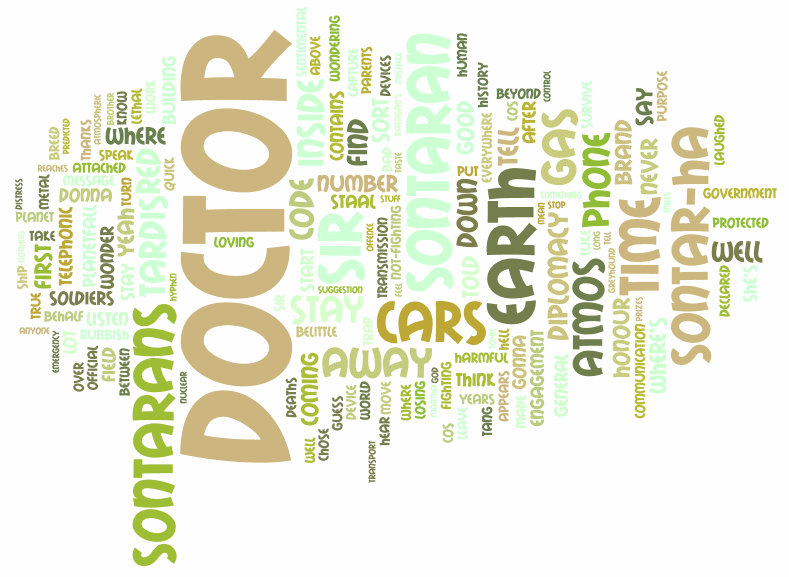 DOCTOR
SONTARANS
SONTARAN
SONTAR-HA
EARTH
TIME
ATMOS
GAS
CARS
SIR
AWAY
INSIDE
TARDISRED
PHONE
STAY
DIPLOMACY
CODE
DOWN
FIND
NUMBER
WHERE
TELL
WELL
SAY
NEVER
BRAND
HONOUR
WHERE'S
GOOD
SORT
COMING
STAAL
YEAH
FIRST
SOLDIERS
WONDER
DONNA
TELEPHONIC
PLANETFALL
MESSAGE
ATTACHED
SPEAK
BUILDING
WORK
LETHAL
KNOW
BROTHER
ATMOSPHERIC
THANKS
PREDICTED
BREED
REACHES
METAL
DISTRESS
PLANET
TAKE
NOTHING
SHIP
TRUE
ANYONE
BEHALF
EMERGENCY
LOT
LISTEN
RUBBISH
FIELD
OVER
OFFICIAL
BETWEEN
STAY
TURN
QUICK
HYPHEN
NUCLEAR
LOVING
SENTIMENTAL
ABOVE
CONTAINS
WONDERING
CAPTURE
PARENTS
DEVICES
POSSIBLE
BAD
TASTE
STUFF
PUT
START
SUGGESTION
SIR
OFFENCE
TRANSMISSION
FEEL
NOT-FIGHTING
BELITTLE
TRAP
TOLD
HUMAN
HISTORY
EVERYWHERE
COS
BEYOND
AFTER
CONTROL
SOMETHING
MEAN
STOP
SURVIVE
LUKE
LONG
GREYHOUND
TELL
MILES
PURPOSE
LAUGHED
GOVERNMENT
PROTECTED
DECLARED
SHE'S
PRIZES
COMMUNICATION
GENERAL
ENGAGEMENT
GONNA
MADE
APPEARS
HELL
TANG
HARMFUL
THINK
YEARS
LEAVE
FIGHTING
COS
GOD
LOSING
WHERE
MOVE
HEAR
WORLD
TRANSPORT
DEVICE
GUESS
CHOSE
WELL
DEATHS